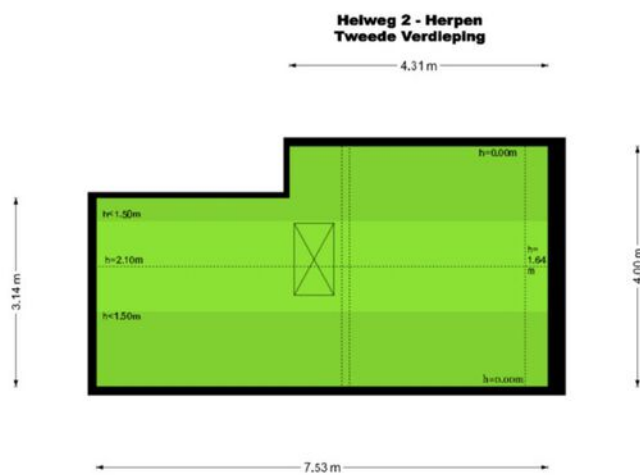 Helweg 2 - Herpen
Tweede Verdieping
4.31 m
h=0.00m
h<1.50m
h=2.10m
h=
1.64
m
h<1.50m
h=0.00m
3.14 m
4.00 m
7.53 m